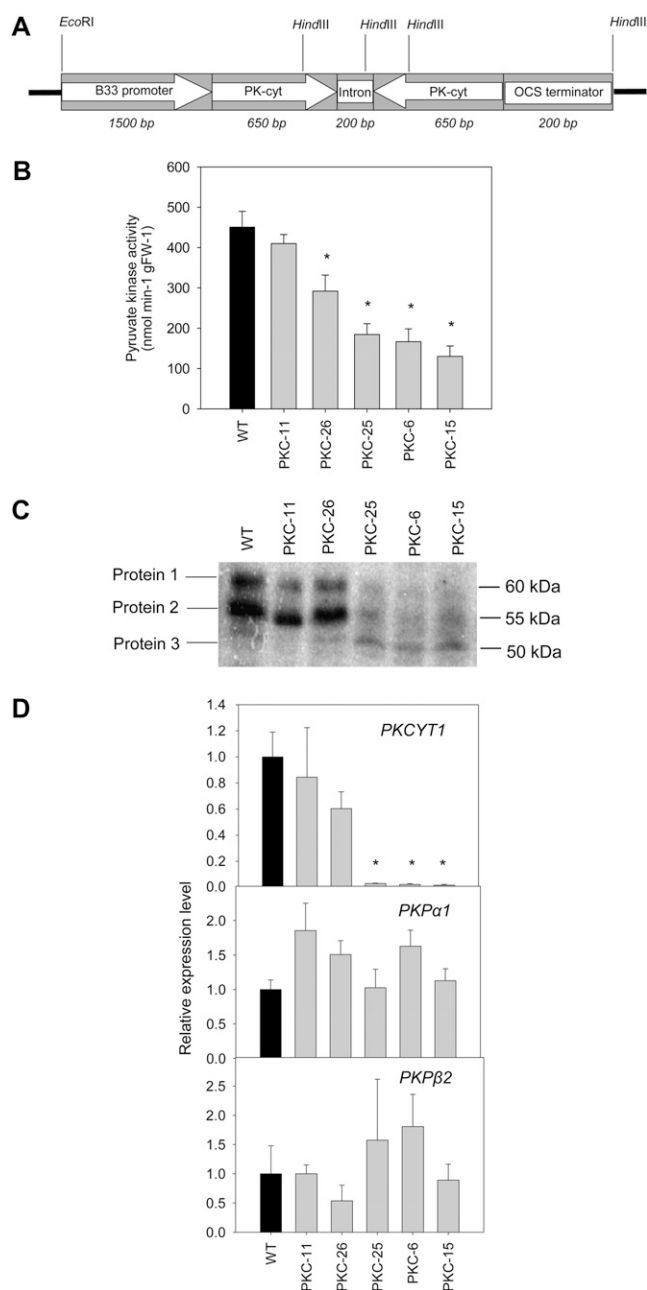 A
EcoRI HindIII HindIII HindIII HindIII
B33 promoter PK-cyt Intron PK-cyt OCS terminator
1500 bp 650 bp 200 bp 650 bp 200 bp
B
Pyruvate kinase activity
(nmol min-1 gFW-1)
600
500
400
300
200
100
0
* * * *
WT PKC-11 PKC-26 PKC-25 PKC-6 PKC-15
C
WT PKC-11 PKC-26 PKC-25 PKC-6 PKC-15
Protein 1 60 kDa
Protein 2 55 kDa
Protein 3 50 kDa
D
Relative expression level
PKCYT1
1.4
1.2
1.0
0.8
0.6
0.4
0.2
0.0
* * *
PKPα1
2.0
1.5
1.0
0.5
0.0
PKPβ2
2.5
2.0
1.5
1.0
0.5
0.0
WT PKC-11 PKC-26 PKC-25 PKC-6 PKC-15